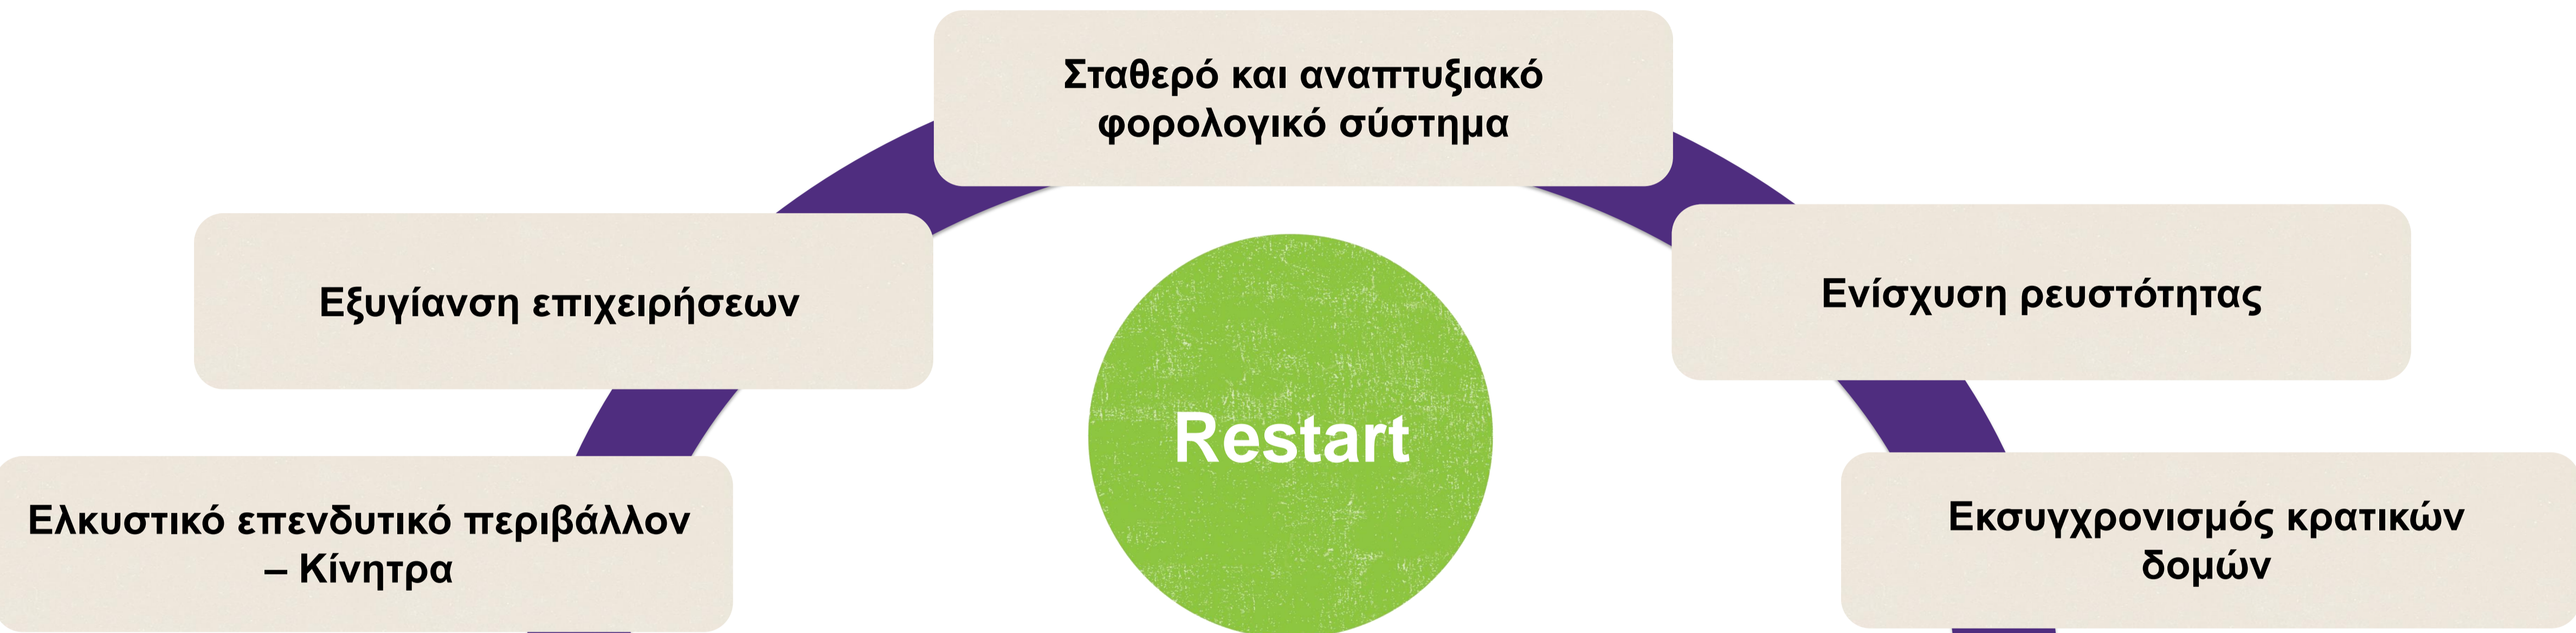 Σταθερό και αναπτυξιακό
φορολογικό σύστημα
Εξυγίανση επιχειρήσεων
Ενίσχυση ρευστότητας
Restart
Ελκυστικό επενδυτικό περιβάλλον
– Κίνητρα
Εκσυγχρονισμός κρατικών
δομών